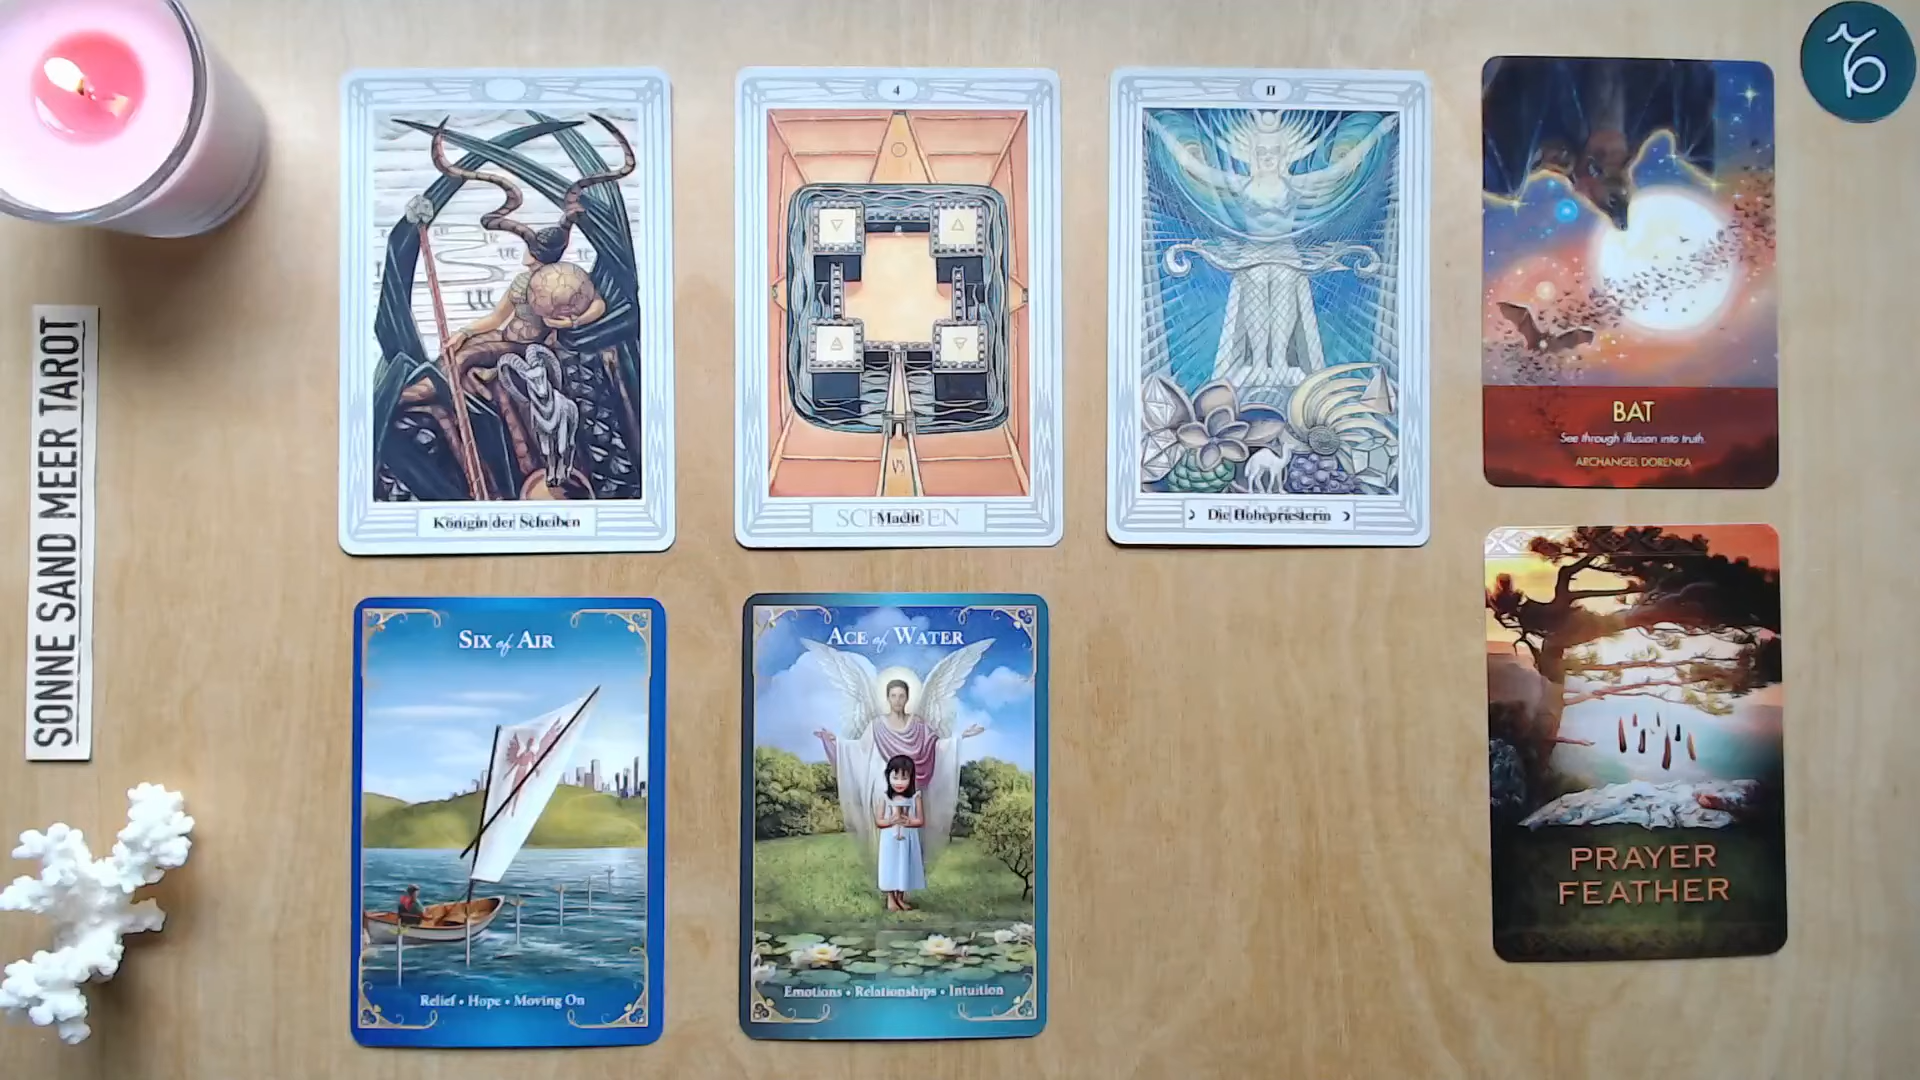 SONNE SAND MEER TAROT
Königin der Scheiben
4
Macht
II
Die Hohepriesterin
BAT
See through illusion into truth.
ARCHANGEL DORENKA
SIX of AIR
Relief • Hope • Moving On
ACE of WATER
Emotions • Relationships • Intuition
PRAYER
FEATHER